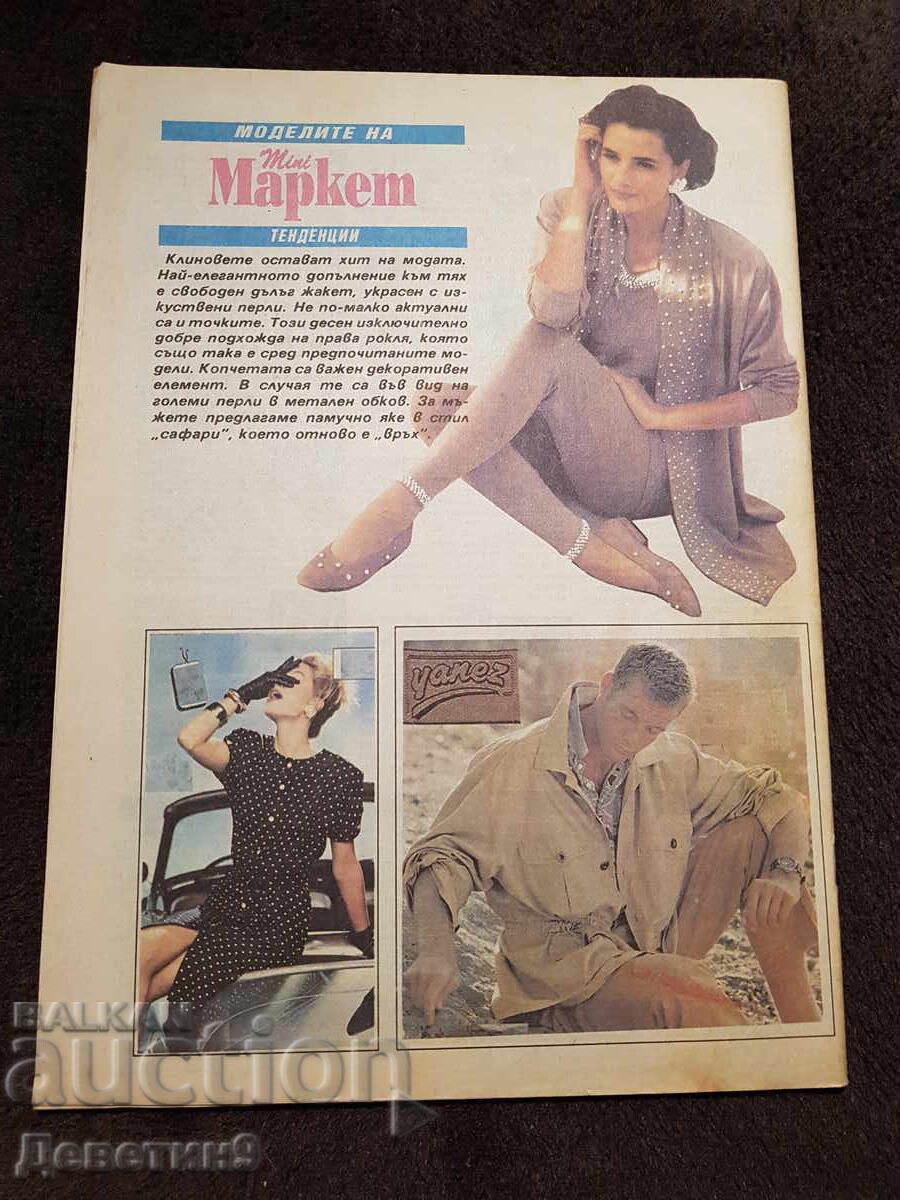 МОДЕЛИТЕ НА
Mini
Маркет
ТЕНДЕНЦИИ
Клиновете остават хит на модата.
Най-елегантното допълнение към тях
е свободен дълъг жакет, украсен с из-
куствени перли. Не по-малко актуални
са и точките. Този десен изключително
добре подхожда на права рокля, която
също така е сред предпочитаните мо-
дели. Копчетата са важен декоративен
елемент. В случая те са във вид на
големи перли в метален обков. За мъ-
жете предлагаме памучно яке в стил
„сафари", което отново е „връх".
yanez
BALKAN
auction
Деветин9